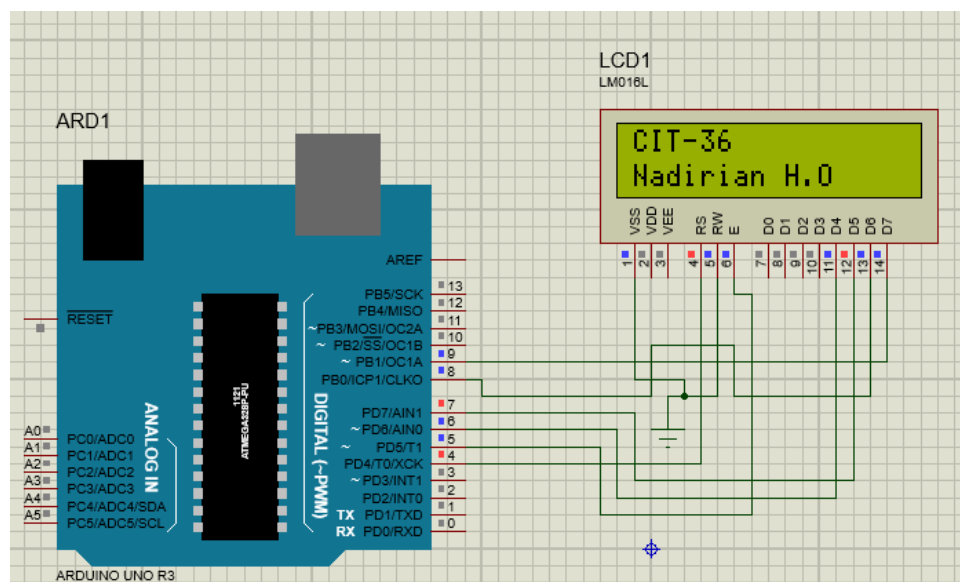 LCD1
LM016L
CIT-36
Nadirian H.O
VSS
VDD
VEE
RS
RW
E
D0
D1
D2
D3
D4
D5
D6
D7
1
2
3
4
5
6
7
8
9
10
11
12
13
14
ARD1
AREF
RESET
PB5/SCK 13
PB4/MISO 12
~PB3/MOSI/OC2A 11
~ PB2/SS/OC1B 10
~ PB1/OC1A 9
PB0/ICP1/CLKO 8
PD7/AIN1 7
~PD6/AIN0 6
~ PD5/T1 5
PD4/T0/XCK 4
~PD3/INT1 3
PD2/INT0 2
TX PD1/TXD 1
RX PD0/RXD 0
1121
ATMEGA328P-PU
DIGITAL (~PWM)
ANALOG IN
A0 PC0/ADC0
A1 PC1/ADC1
A2 PC2/ADC2
A3 PC3/ADC3
A4 PC4/ADC4/SDA
A5 PC5/ADC5/SCL
ARDUINO UNO R3